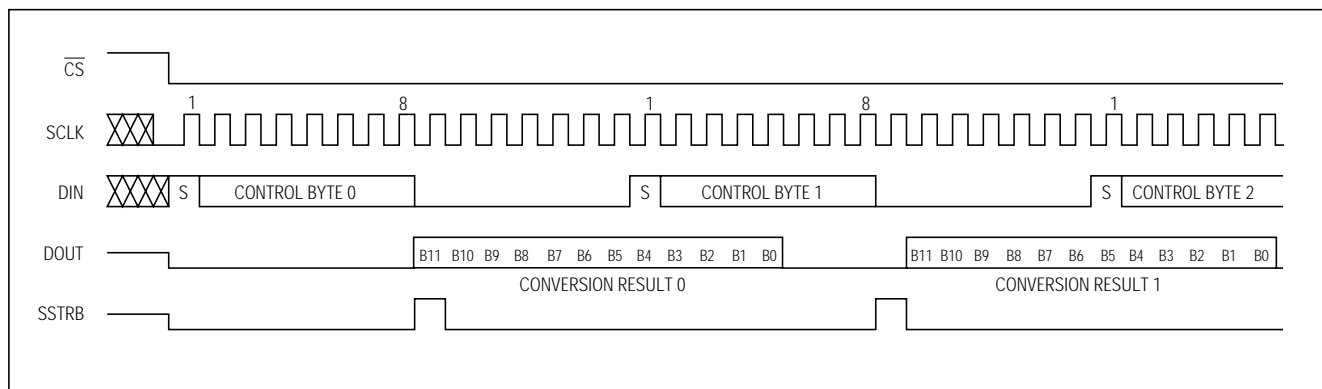 CS
1 8 1 8 1
SCLK
DIN S CONTROL BYTE 0 S CONTROL BYTE 1 S CONTROL BYTE 2
DOUT B11 B10 B9 B8 B7 B6 B5 B4 B3 B2 B1 B0 B11 B10 B9 B8 B7 B6 B5 B4 B3 B2 B1 B0
CONVERSION RESULT 0 CONVERSION RESULT 1
SSTRB